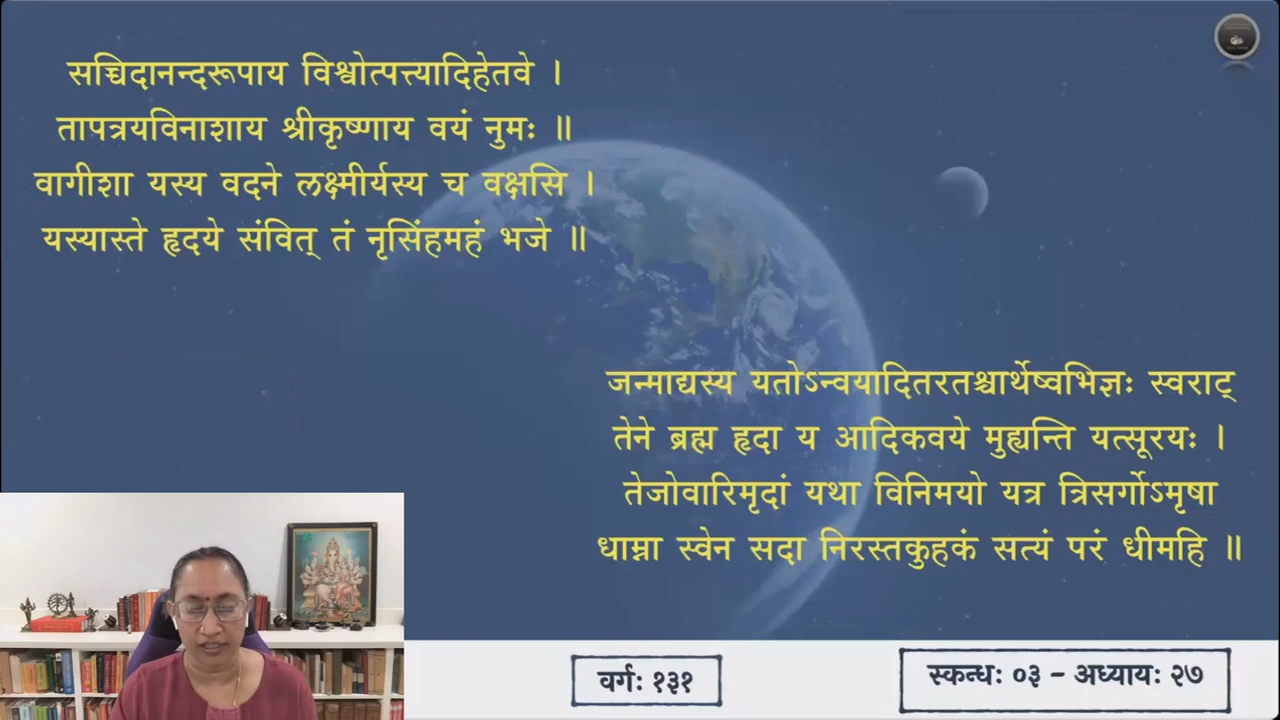 सच्चिदानन्दरूपाय विश्वोत्पत्त्यादिहेतवे ।
तापत्रयविनाशाय श्रीकृष्णाय वयं नुमः ॥
वागीशा यस्य वदने लक्ष्मीर्यस्य च वक्षसि ।
यस्यास्ते हृदये संवित् तं नृसिंहमहं भजे ॥
जन्माद्यस्य यतोऽन्वयादितरतश्चार्थेष्वभिज्ञः स्वराट्
तेने ब्रह्म हृदा य आदिकवये मुह्यन्ति यत्सूरयः ।
तेजोवारिमृदां यथा विनिमयो यत्र त्रिसर्गोऽमृषा
धाम्ना स्वेन सदा निरस्तकुहकं सत्यं परं धीमहि ॥
वर्गः १३१
स्कन्धः ०३ - अध्यायः २७